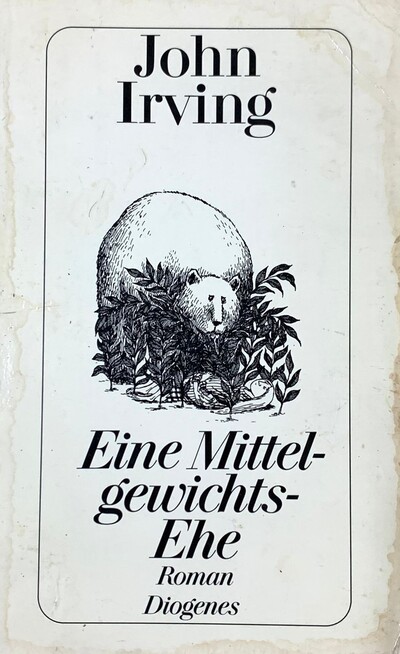 John
Irving
Eine Mittel-
gewichts-
Ehe
Roman
Diogenes